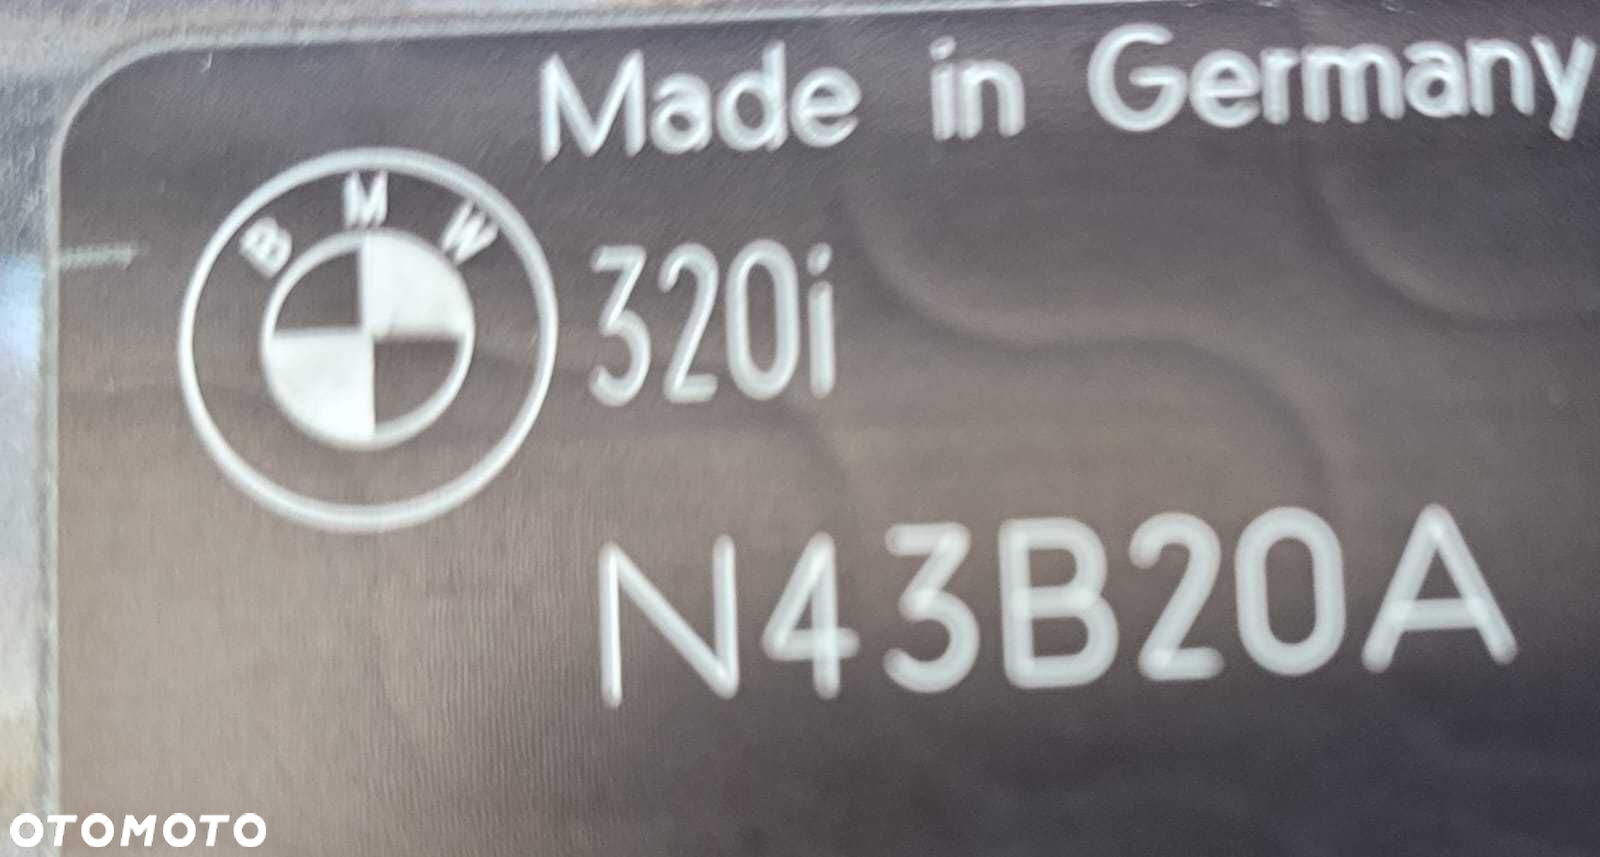 Made in Germany
BMW
320i
N43B20A
OTOMOTO